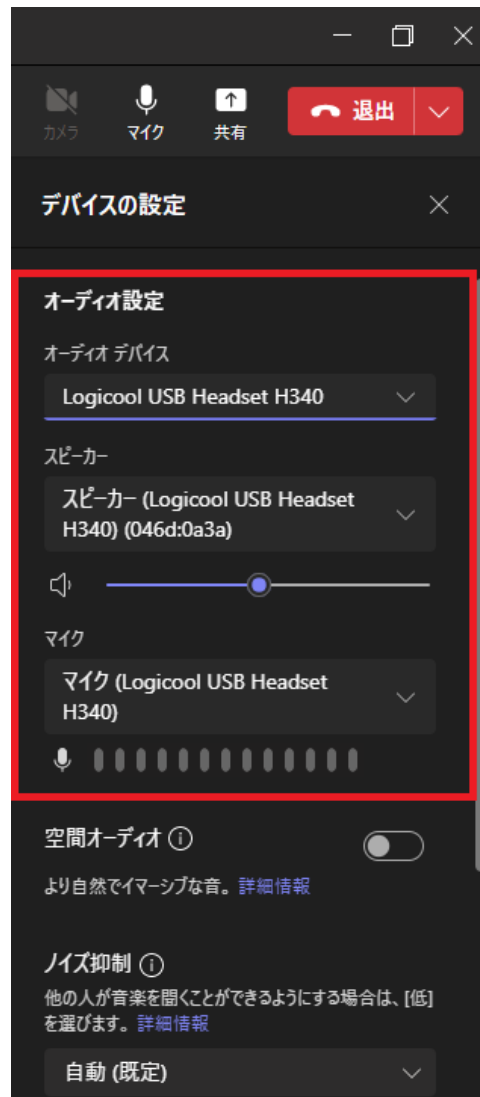 カメラ
マイク
共有
退出
デバイスの設定
オーディオ設定
オーディオ デバイス
Logicool USB Headset H340
スピーカー
スピーカー (Logicool USB Headset
H340) (046d:0a3a)
マイク
マイク (Logicool USB Headset
H340)
空間オーディオ
より自然でイマーシブな音。詳細情報
ノイズ抑制
他の人が音楽を聞くことができるようにする場合は、[低]
を選びます。詳細情報
自動 (既定)